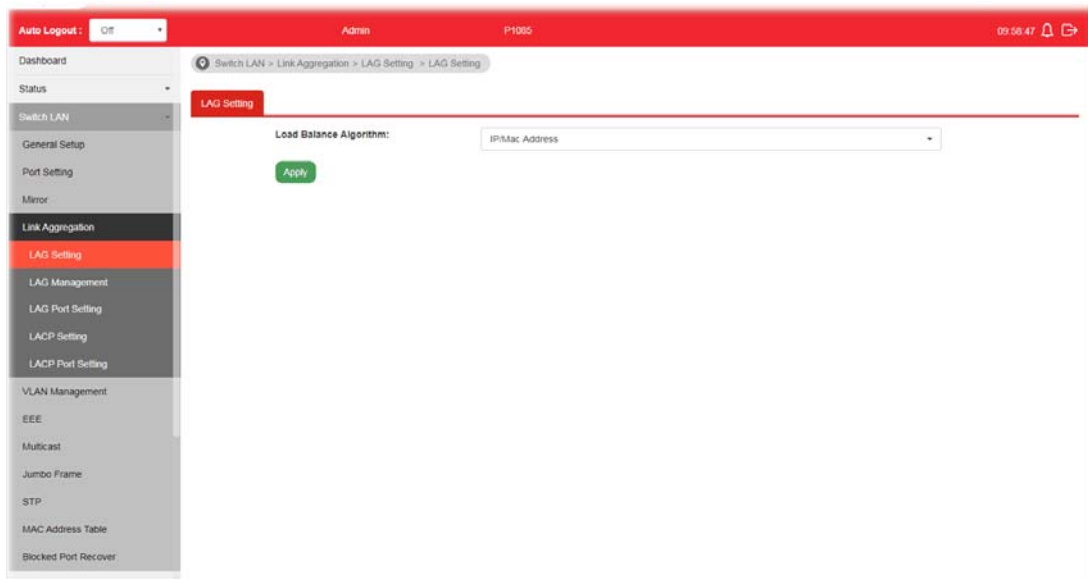 Auto Logout : Off Admin P1085 09:58:47
Dashboard
Switch LAN > Link Aggregation > LAG Setting > LAG Setting
Status
LAG Setting
Switch LAN
Load Balance Algorithm: IP/Mac Address
General Setup
Port Setting
Apply
Mirror
Link Aggregation
LAG Setting
LAG Management
LAG Port Setting
LACP Setting
LACP Port Setting
VLAN Management
EEE
Multicast
Jumbo Frame
STP
MAC Address Table
Blocked Port Recover